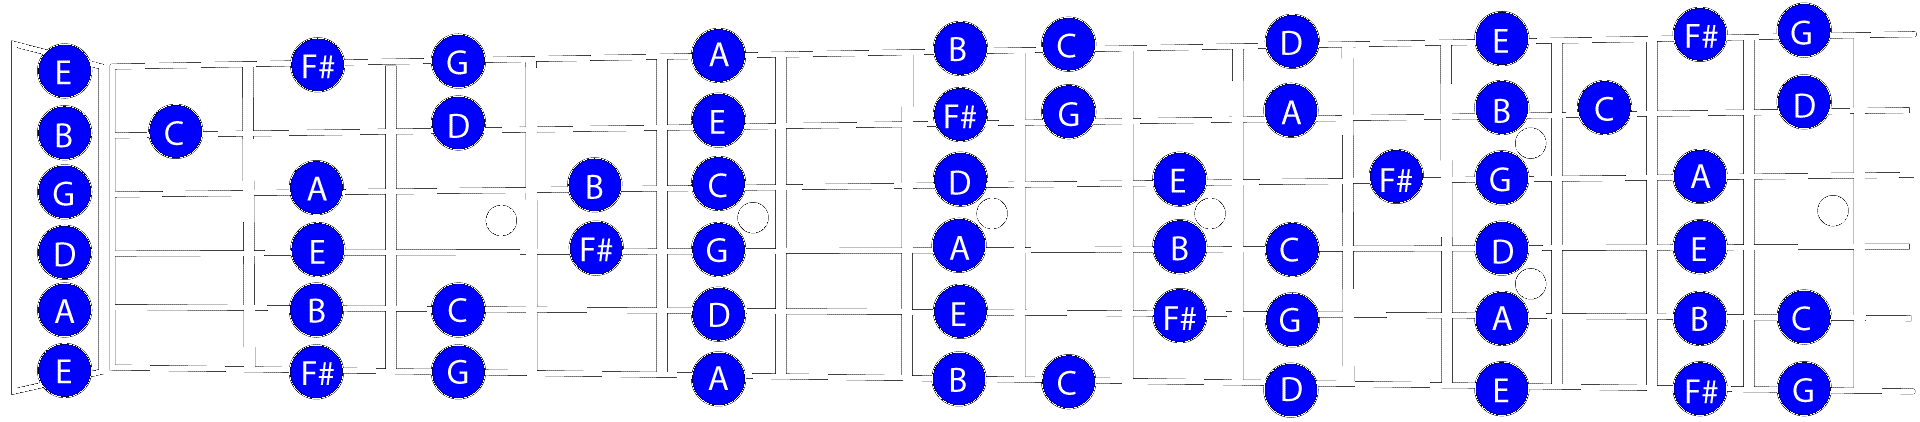 E F# G A B C D E F# G
B C D E F# G A B C D
G A B C D E F# G A
D E F# G A B C D E
A B C D E F# G A B C
E F# G A B C D E F# G